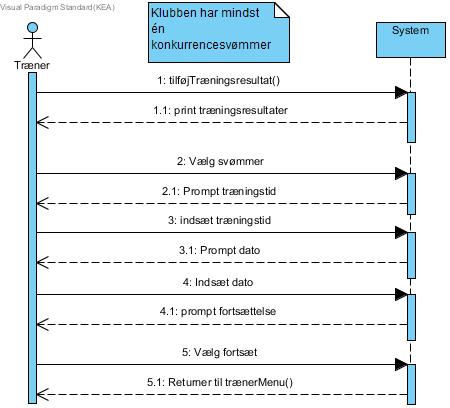 Visual Paradigm Standard(KEA)
Klubben har mindst
én
konkurrencesvømmer
System
Træner
1: tilføjTræningsresultat()
1.1: print træningsresultater
2: Vælg svømmer
2.1: Prompt træningstid
3: indsæt træningstid
3.1: Prompt dato
4: Indsæt dato
4.1: prompt fortsættelse
5: Vælg fortsæt
5.1: Returner til trænerMenu()